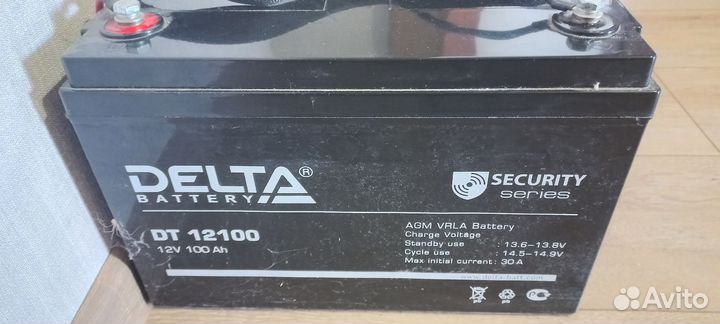 DELTA®
BATTERY
SECURITY
series
DT 12100
12V 100 Ah
AGM VRLA Battery
Charge Voltage
Standby use : 13.6-13.8V
Cycle use : 14.5-14.9V
Max initial current : 30 A
www.delta-batt.com
Avito